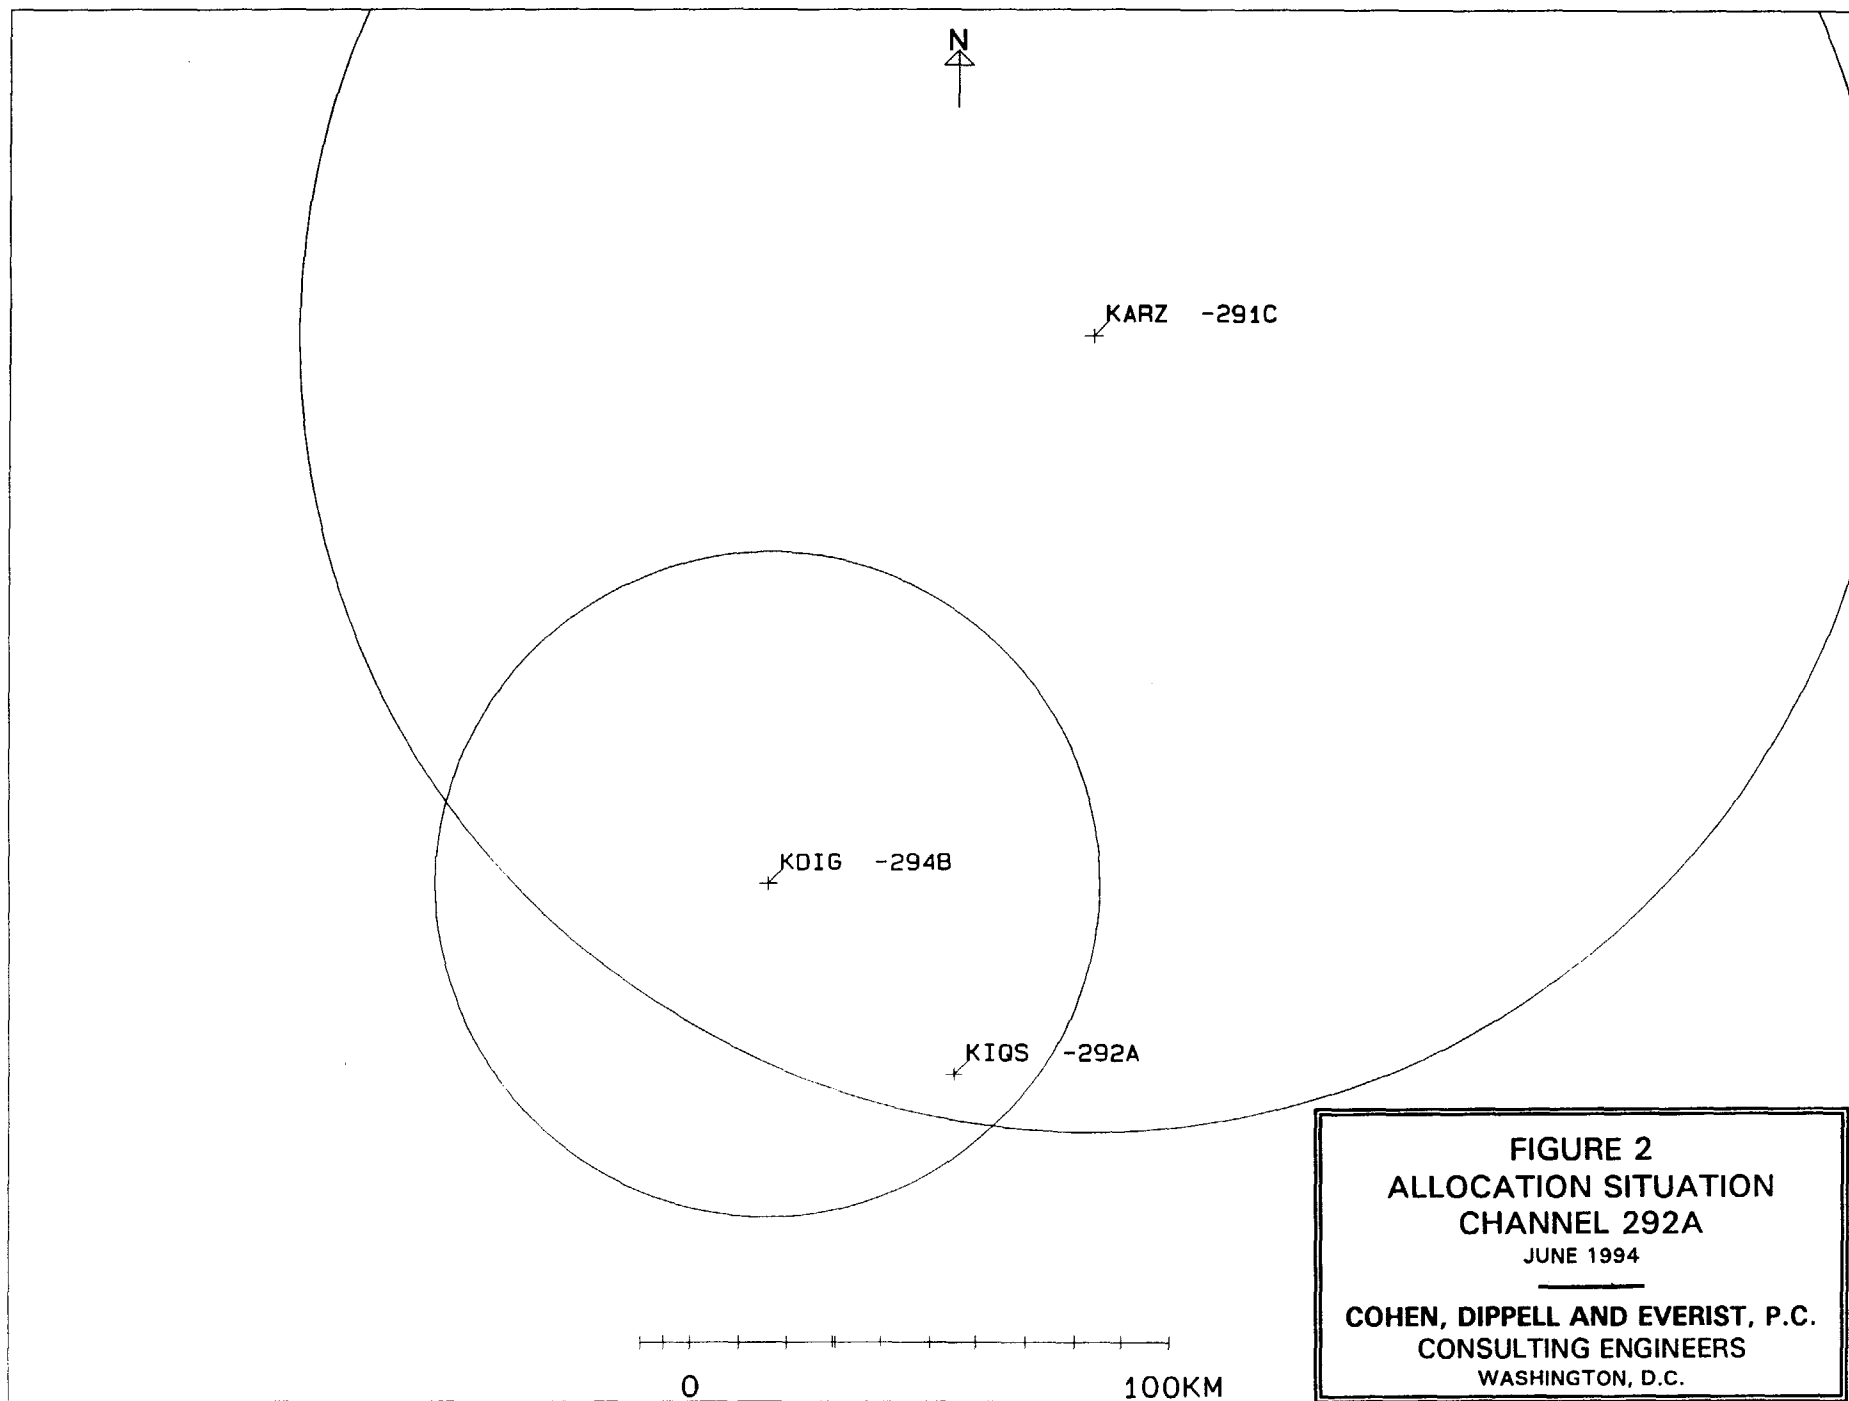 N
KARZ -291C
KDIG -294B
KIQS -292A
FIGURE 2
ALLOCATION SITUATION
CHANNEL 292A
JUNE 1994
COHEN, DIPPELL AND EVERIST, P.C.
CONSULTING ENGINEERS
WASHINGTON, D.C.
0 100KM